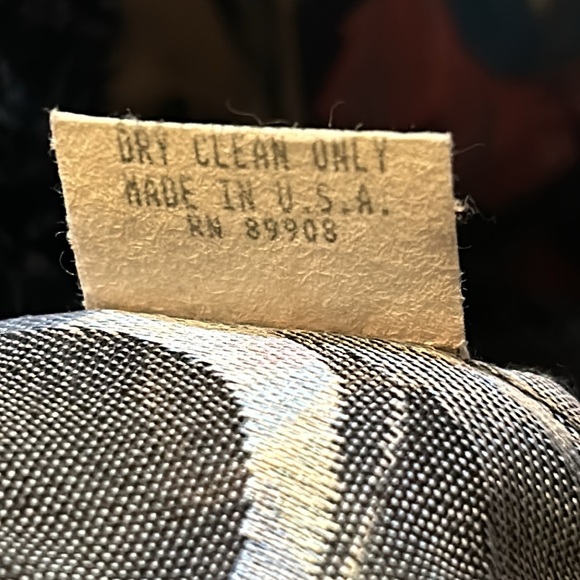 DRY CLEAN ONLY
MADE IN U.S.A.
RN 89908